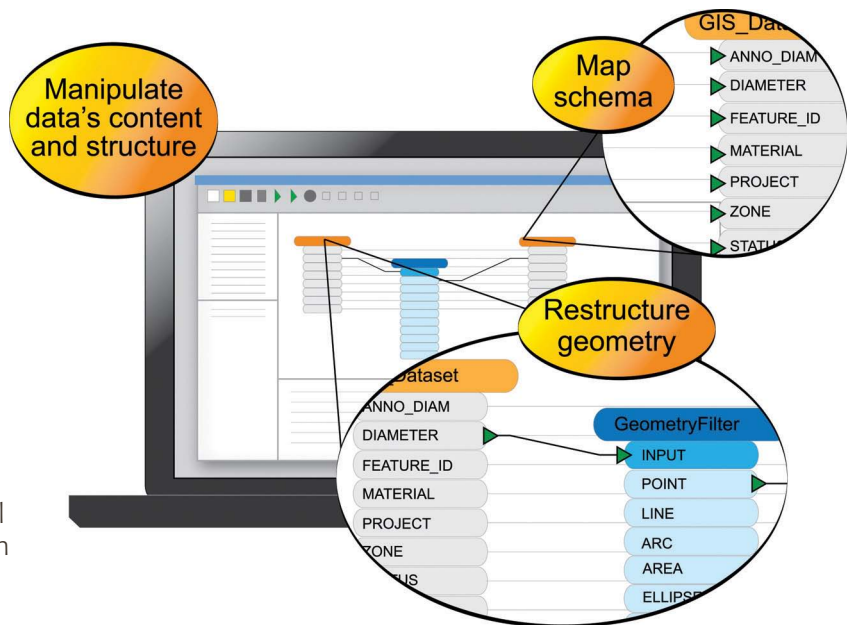 Manipulate
data's content
and structure
Map
schema
ANNO_DIAM
DIAMETER
FEATURE_ID
MATERIAL
PROJECT
ZONE
Restructure
geometry
ANNO_DIAM
DIAMETER
FEATURE_ID
MATERIAL
PROJECT
ZONE
GeometryFilter
INPUT
POINT
LINE
ARC
AREA